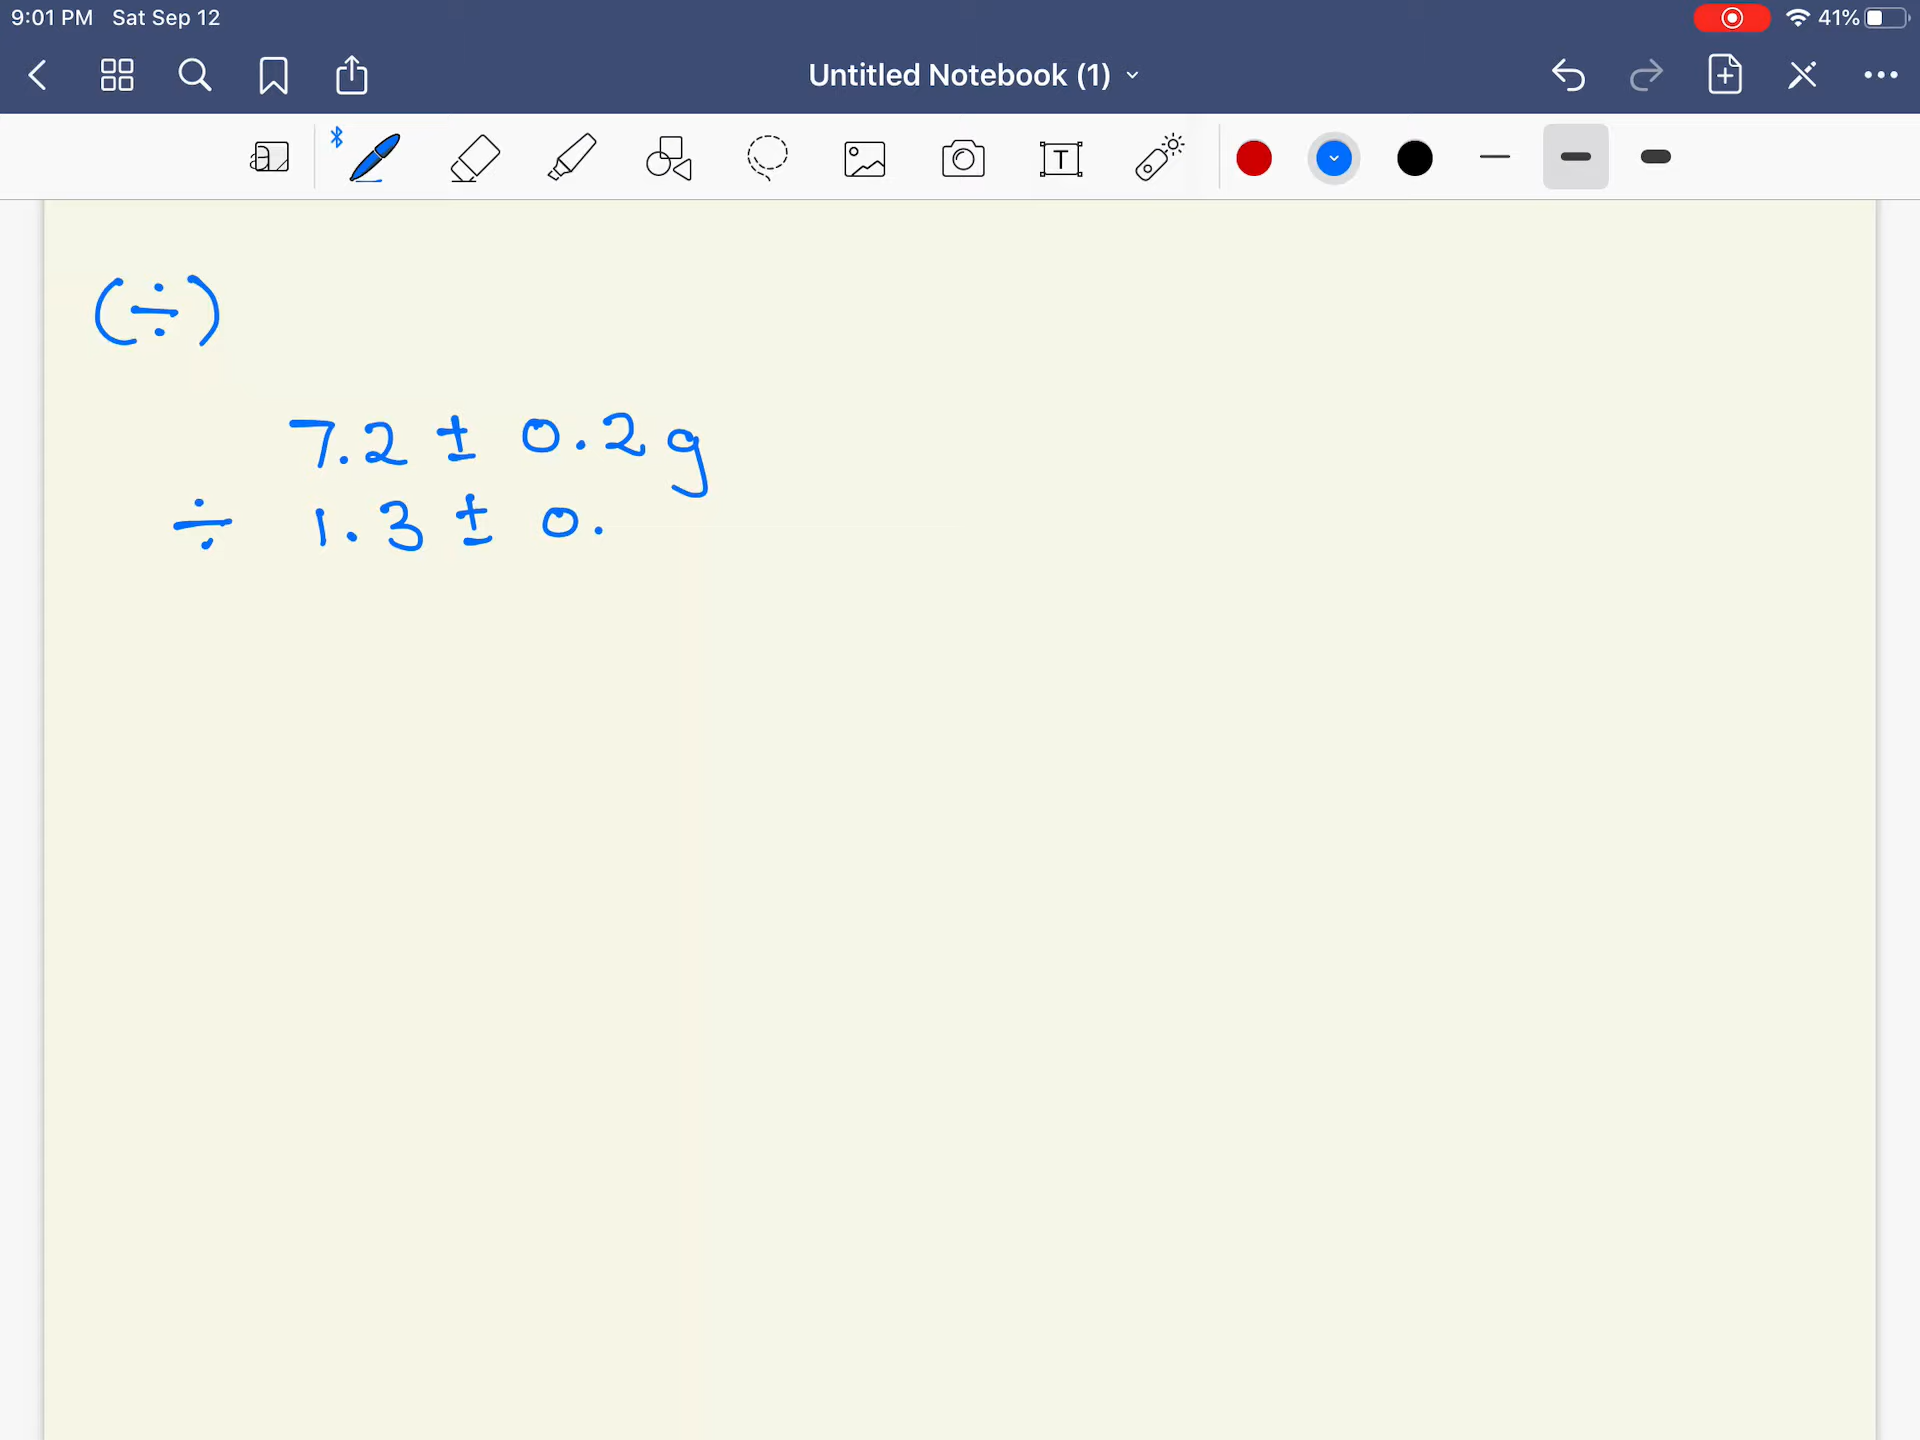 9:01 PM Sat Sep 12
41%
Untitled Notebook (1)
(÷)
7.2 ± 0.2 g
÷ 1.3 ± 0.